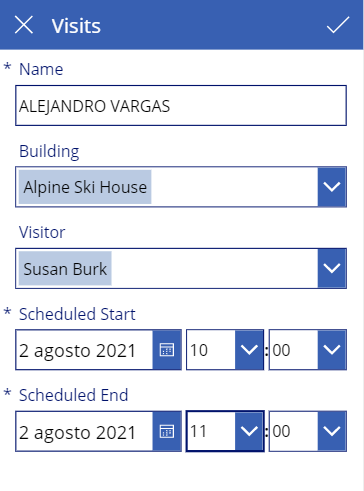 Visits
* Name
ALEJANDRO VARGAS
Building
Alpine Ski House
Visitor
Susan Burk
* Scheduled Start
2 agosto 2021 10 : 00
* Scheduled End
2 agosto 2021 11 : 00